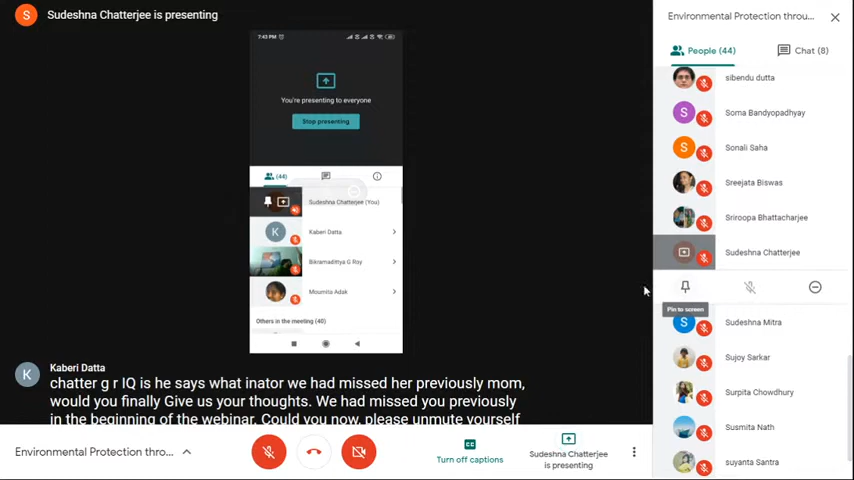 S Sudeshna Chatterjee is presenting
7:43 PM
You're presenting to everyone
Stop presenting
(44)
Sudeshna Chatterjee (You)
K Kaberi Datta
Bikramaditya G Roy
Moumita Adak
Others in the meeting (40)
K Kaberi Datta
chatter g r IQ is he says what inator we had missed her previously mom,
would you finally Give us your thoughts. We had missed you previously
in the beginning of the webinar. Could you now, please unmute yourself
Environmental Protection thro...
Turn off captions
Sudeshna Chatterjee
is presenting
Environmental Protection throu...
People (44)
Chat (8)
sibendu dutta
S Soma Bandyopadhyay
S Sonali Saha
Sreejata Biswas
Sriroopa Bhattacharjee
Sudeshna Chatterjee
Pin to screen
S Sudeshna Mitra
Sujoy Sarkar
Surpita Chowdhury
Susmita Nath
suyanta Santra